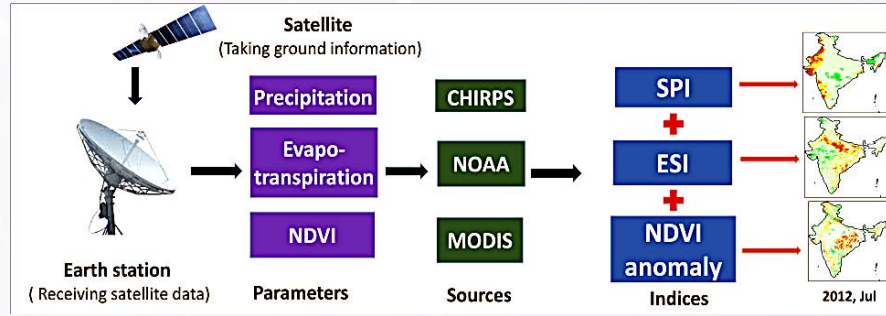 Satellite
(Taking ground information)
Precipitation
Evapo-
transpiration
NDVI
CHIRPS
NOAA
MODIS
SPI
+
ESI
+
NDVI
anomaly
Earth station
( Receiving satellite data)
Parameters
Sources
Indices
2012, Jul